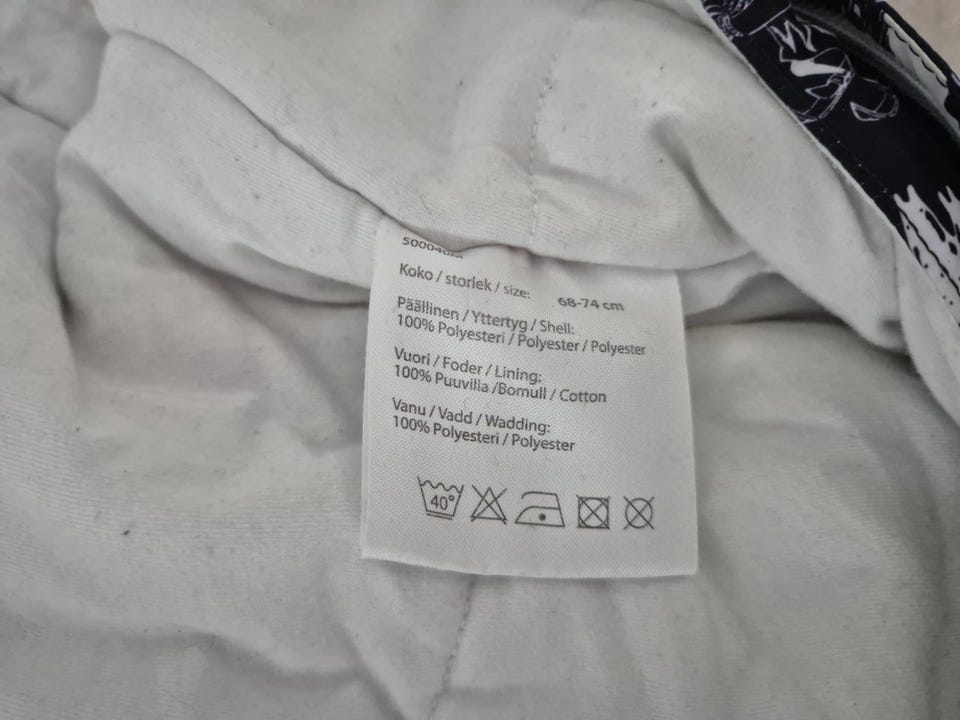 Koko / storlek / size: 68-74 cm
Päällinen / Yttertyg / Shell:
100% Polyesteri / Polyester / Polyester
Vuori / Foder / Lining:
100% Puuvilla /Bomull / Cotton
Vanu / Vadd / Wadding:
100% Polyesteri / Polyester
40°